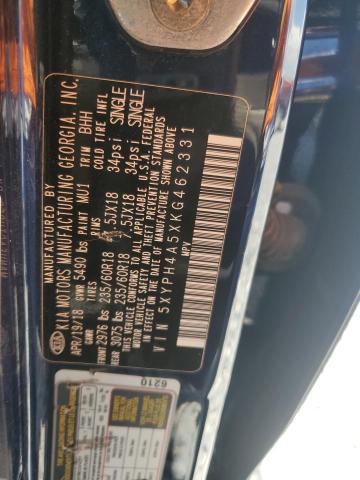 MANUFACTURED BY
KIA MOTORS MANUFACTURING GEORGIA, INC.
KIA APR/19/18 PAINT MU1 TRIM BHH
GVWR 5490 lbs
GAWR TIRES RIMS COLD TIRE INFL
FRONT 2976 lbs 235/60R18 7.5JX18 34psi SINGLE
REAR 3075 lbs 235/60R18 7.5JX18 34psi SINGLE
THIS VEHICLE CONFORMS TO ALL APPLICABLE U.S.A. FEDERAL
MOTOR VEHICLE SAFETY STANDARDS
IN EFFECT ON THE DATE OF MANUFACTURE SHOWN ABOVE
VIN 5XYPH4A5XKG462331
MPV
6210